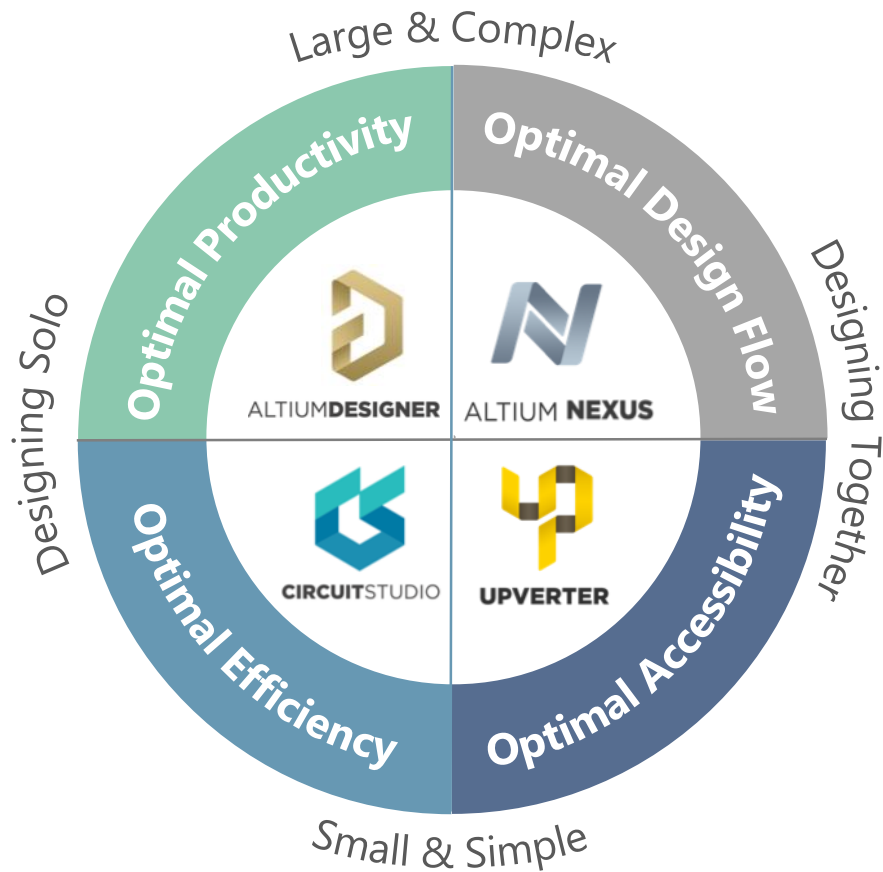 Large & Complex
Optimal Productivity
Optimal Design Flow
Designing Solo
Designing Together
ALTIUMDESIGNER
ALTIUM NEXUS
CIRCUITSTUDIO
UPVERTER
Optimal Efficiency
Optimal Accessibility
Small & Simple